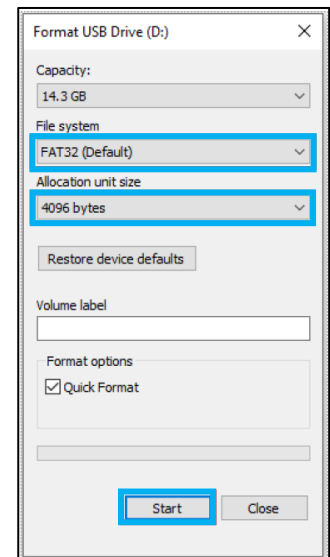 Format USB Drive (D:)
Capacity:
14.3 GB
File system
FAT32 (Default)
Allocation unit size
4096 bytes
Restore device defaults
Volume label
Format options
Quick Format
Start Close